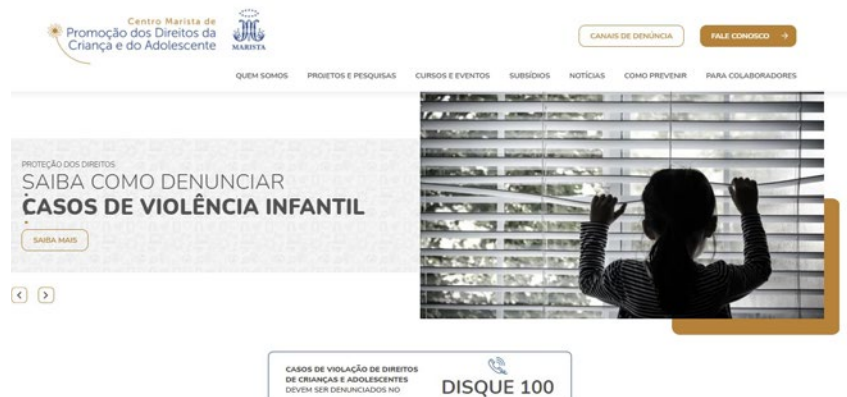 Centro Marista de
Promoção dos Direitos da
Criança e do Adolescente
MARISTA
CANAIS DE DENÚNCIA
FALE CONOSCO →
QUEM SOMOS PROJETOS E PESQUISAS CURSOS E EVENTOS SUBSÍDIOS NOTÍCIAS COMO PREVENIR PARA COLABORADORES
PROTEÇÃO DOS DIREITOS
SAIBA COMO DENUNCIAR
CASOS DE VIOLÊNCIA INFANTIL
SAIBA MAIS
CASOS DE VIOLAÇÃO DE DIREITOS
DE CRIANÇAS E ADOLESCENTES
DEVEM SER DENUNCIADOS NO
DISQUE 100